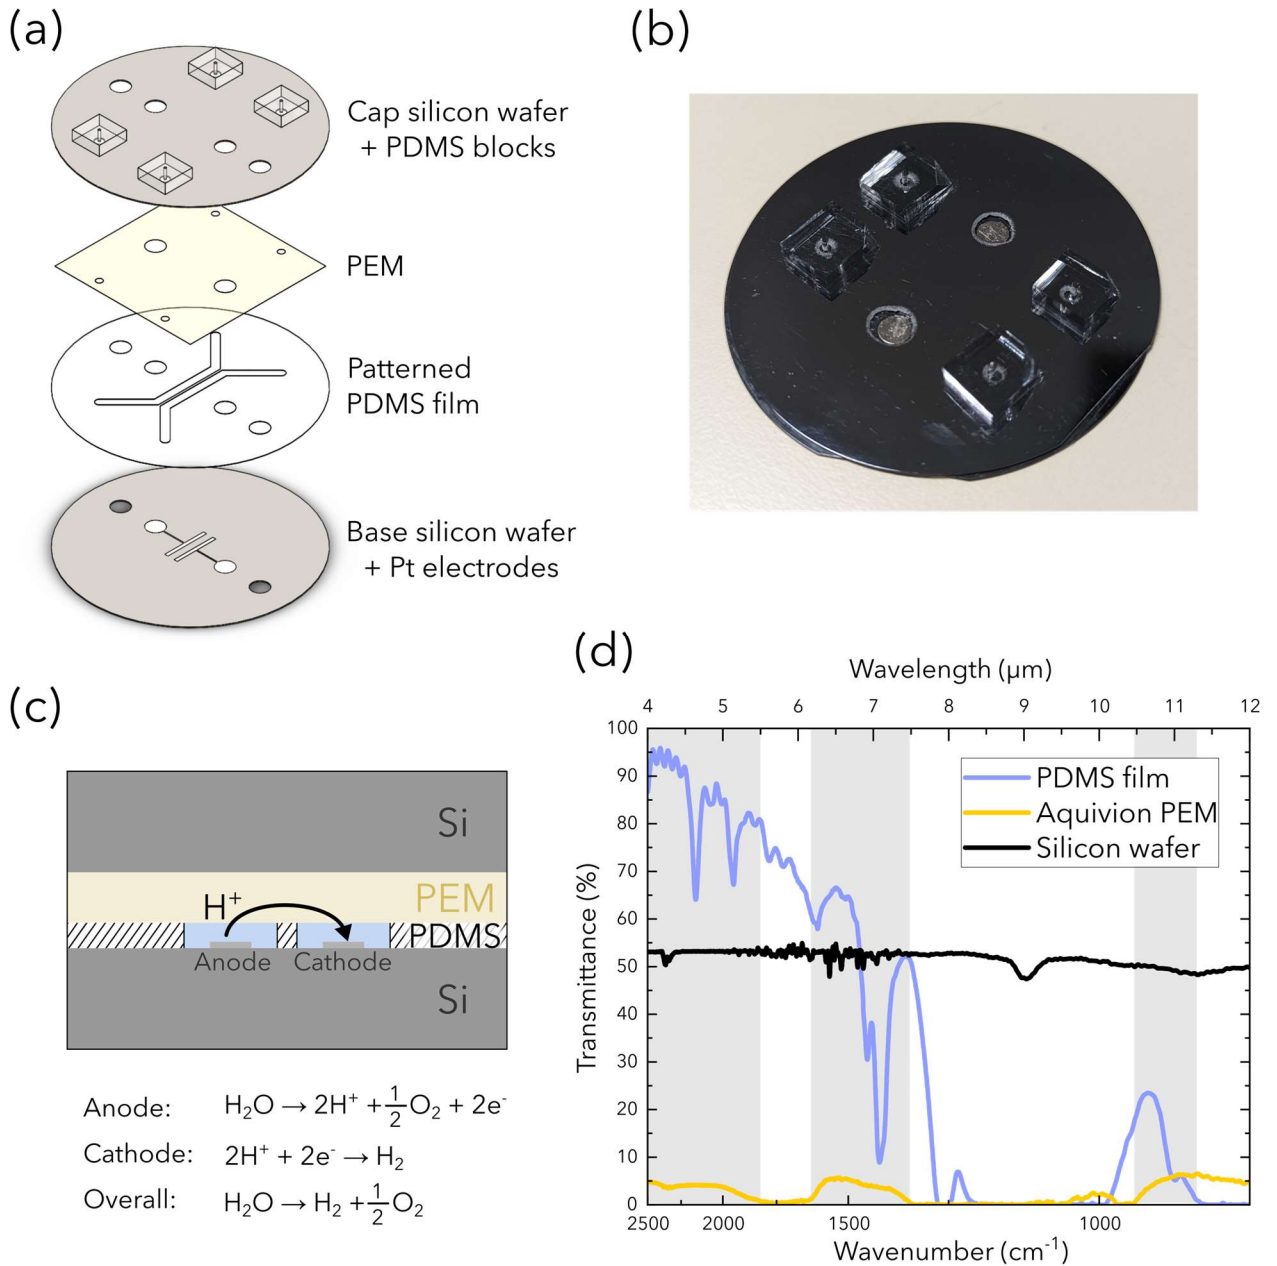 (a)
Cap silicon wafer
+ PDMS blocks
PEM
Patterned
PDMS film
Base silicon wafer
+ Pt electrodes
(b)
(c)
Si
H⁺
PEM
PDMS
Anode
Cathode
Si
Anode: H₂O → 2H⁺ + 1/2 O₂ + 2e⁻
Cathode: 2H⁺ + 2e⁻ → H₂
Overall: H₂O → H₂ + 1/2 O₂
(d)
Wavelength (µm)
4 5 6 7 8 9 10 11 12
PDMS film
Aquivion PEM
Silicon wafer
Transmittance (%)
100
90
80
70
60
50
40
30
20
10
0
2500 2000 1500 1000
Wavenumber (cm⁻¹)